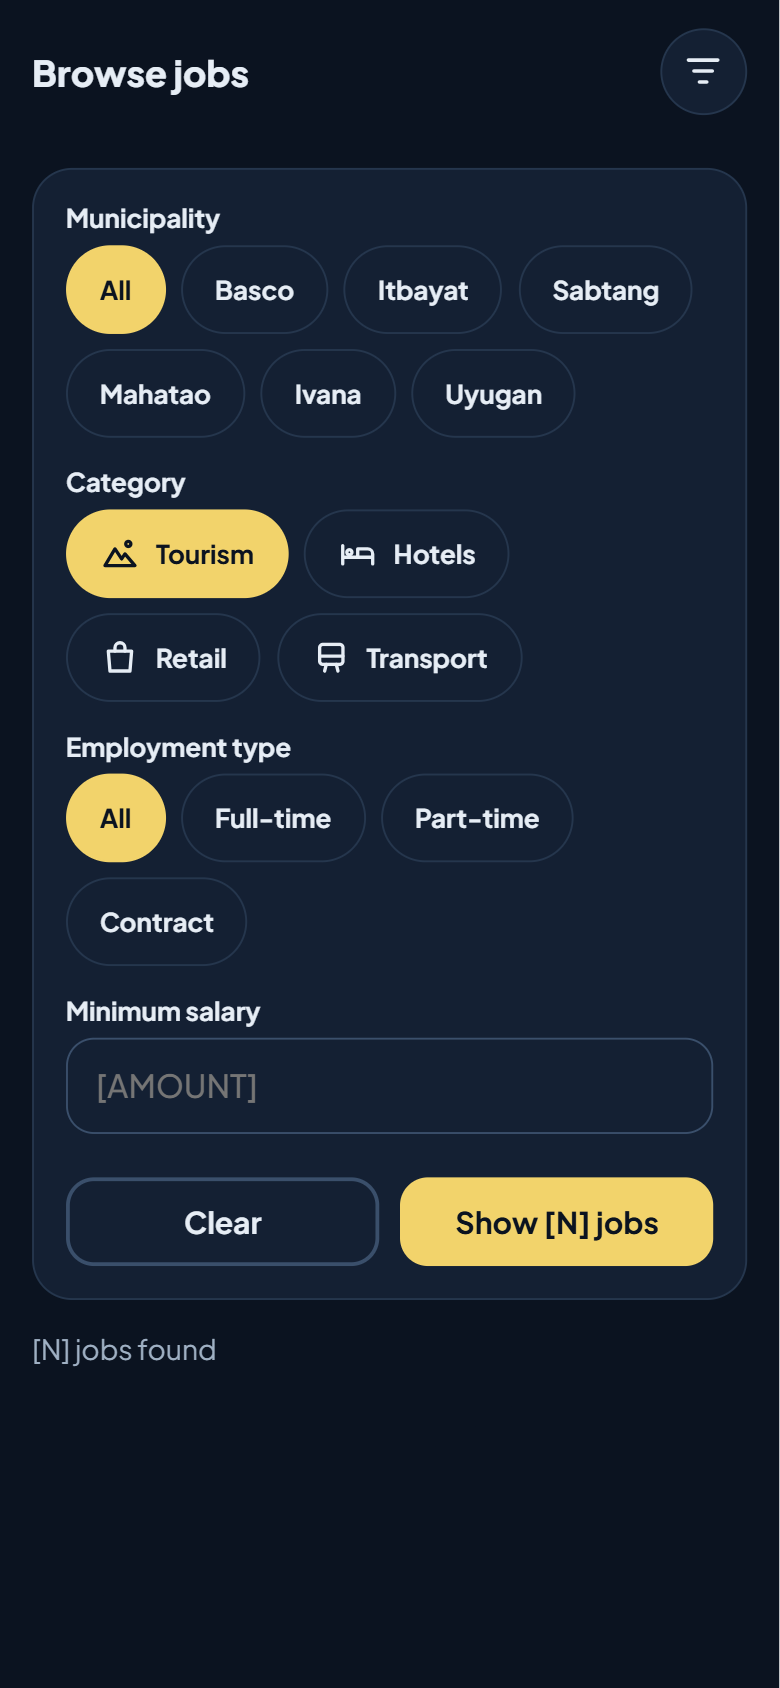 Browse jobs
Municipality
All Basco Itbayat Sabtang
Mahatao Ivana Uyugan
Category
Tourism Hotels
Retail Transport
Employment type
All Full-time Part-time
Contract
Minimum salary
[AMOUNT]
Clear Show [N] jobs
[N] jobs found